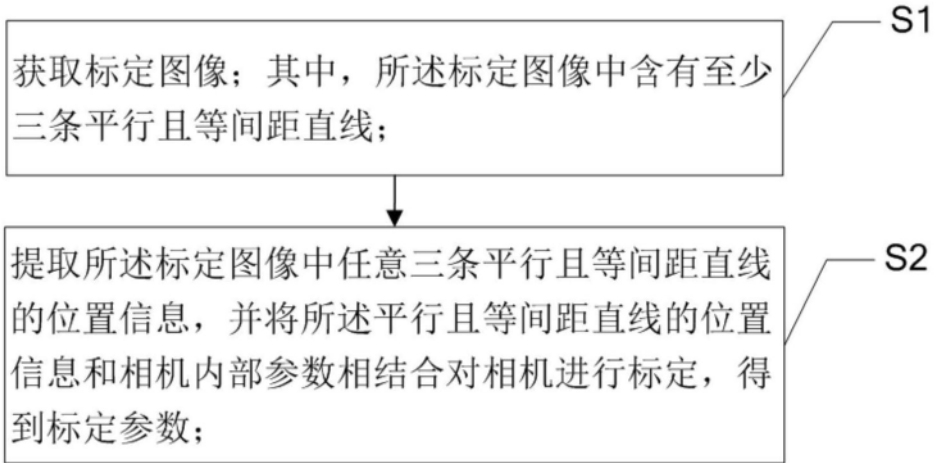 S1
获取标定图像；其中，所述标定图像中含有至少
三条平行且等间距直线；
S2
提取所述标定图像中任意三条平行且等间距直线
的位置信息，并将所述平行且等间距直线的位置
信息和相机内部参数相结合对相机进行标定，得
到标定参数；